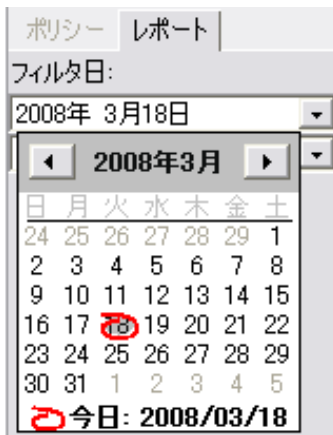 ポリシー レポート
フィルタ日:
2008年 3月18日
2008年3月
日 月 火 水 木 金 土
24 25 26 27 28 29 1
2 3 4 5 6 7 8
9 10 11 12 13 14 15
16 17 18 19 20 21 22
23 24 25 26 27 28 29
30 31 1 2 3 4 5
今日: 2008/03/18